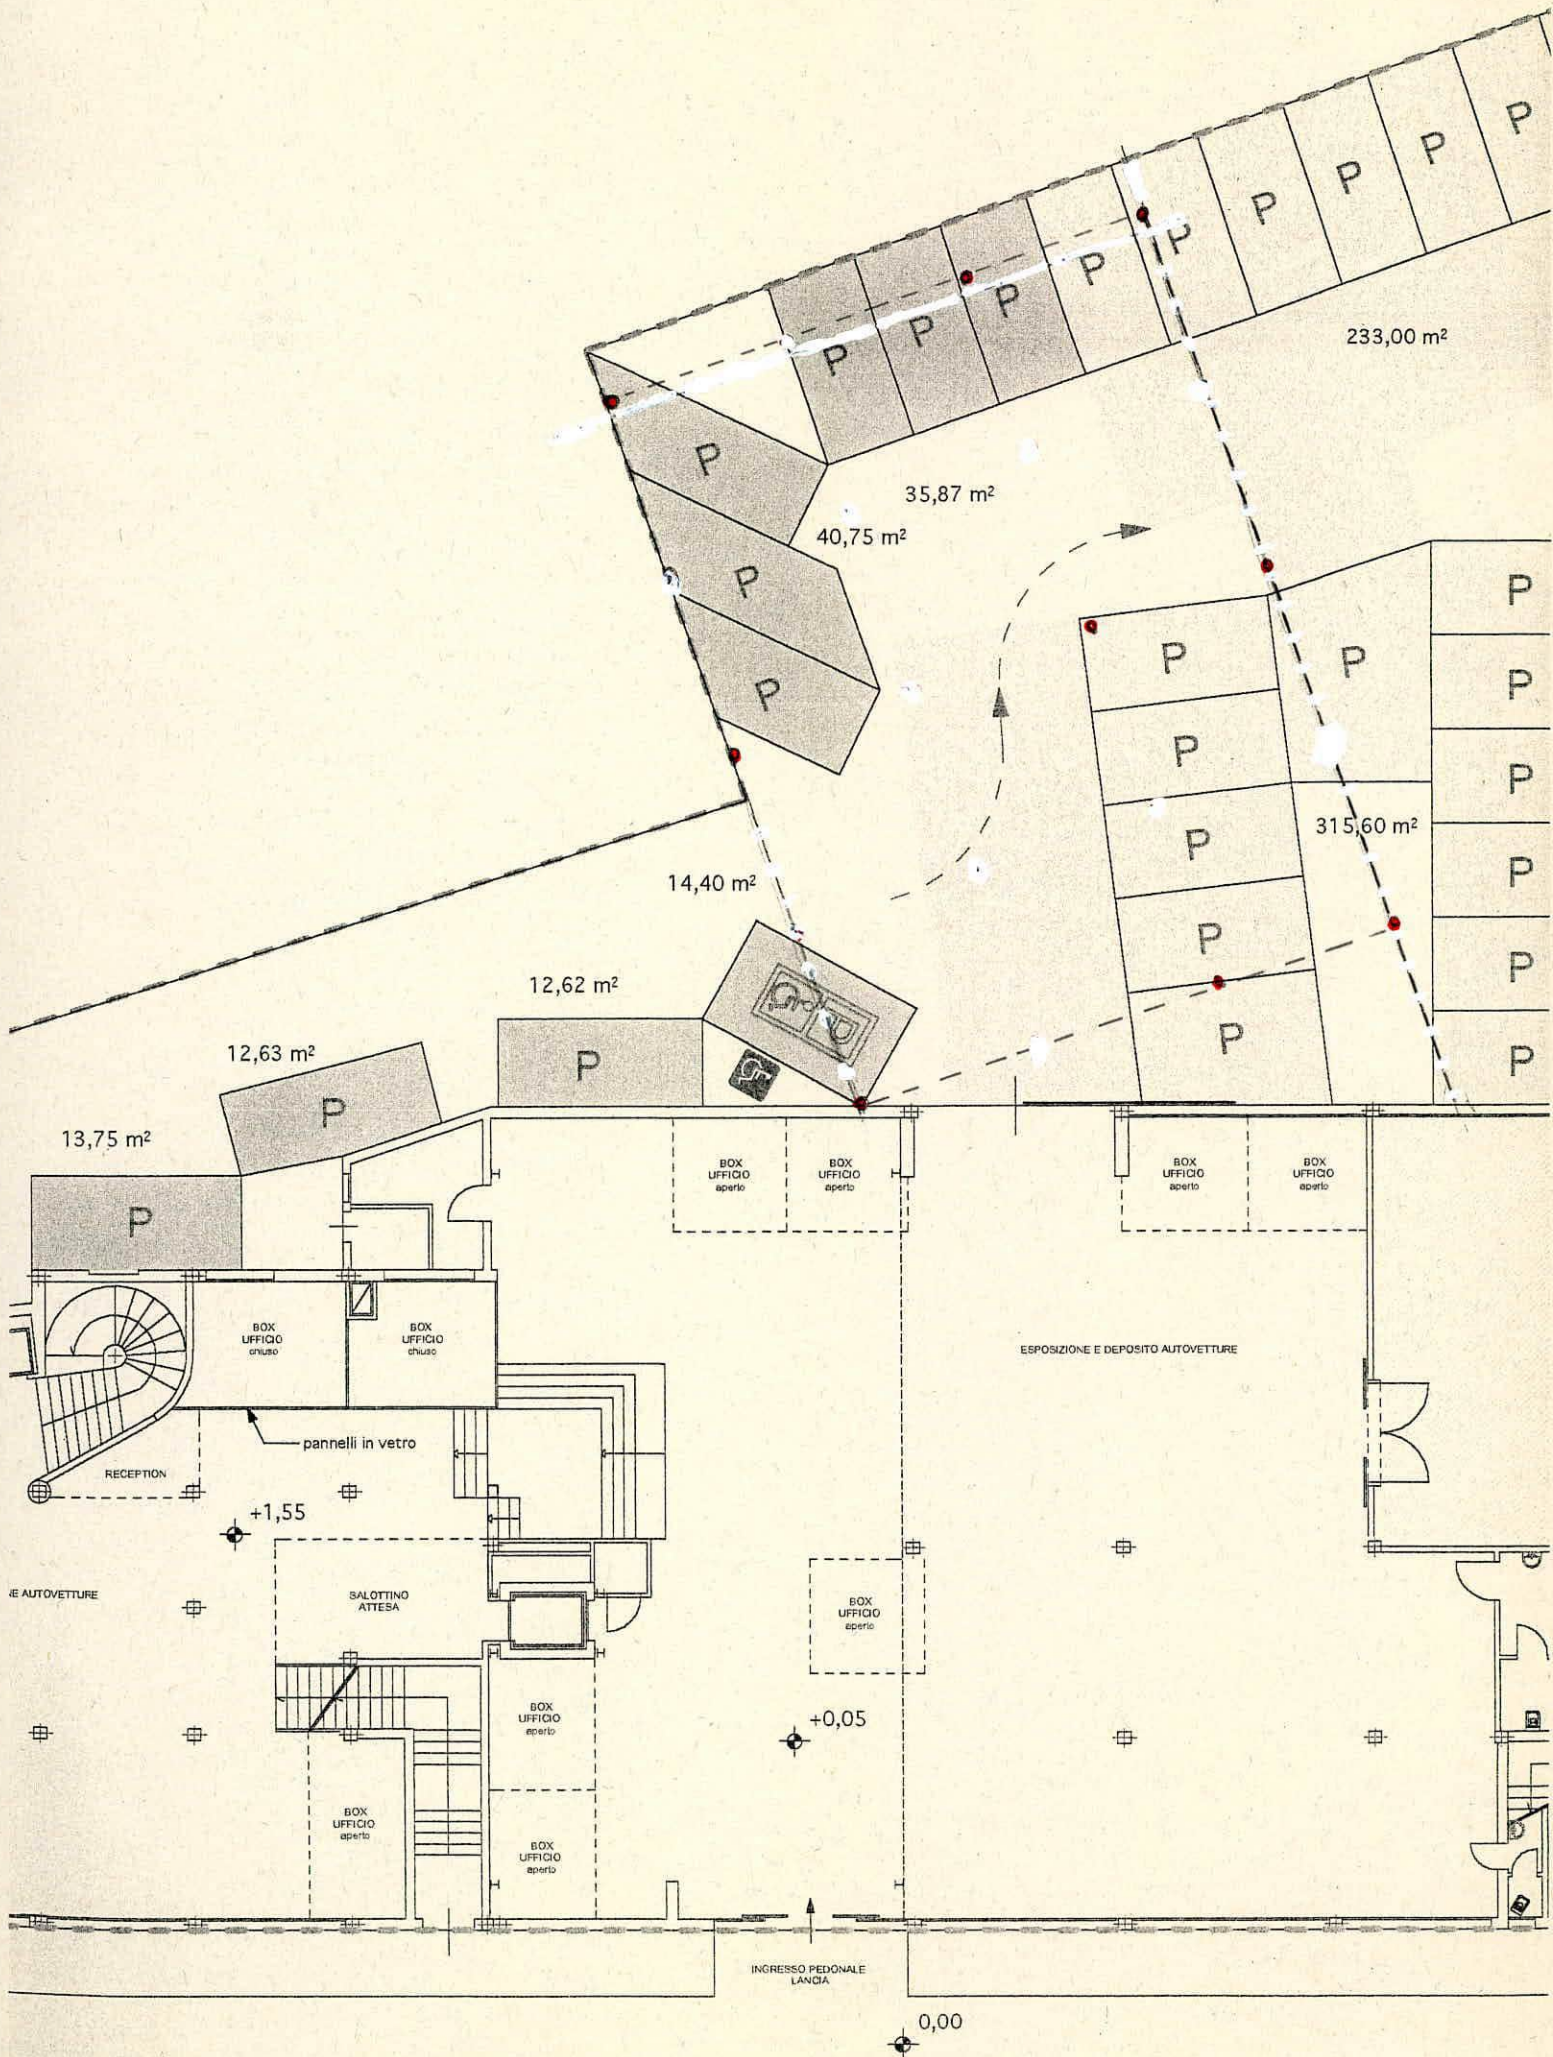 P
P
P
P
P
P
P
P
P
P
233,00 m²
P
35,87 m²
40,75 m²
P
P
P
P
P
P
P
P
P
315,60 m²
P
P
14,40 m²
P
P
12,62 m²
P
P
P
12,63 m²
P
P
13,75 m²
P
BOX
UFFICIO
aperto
BOX
UFFICIO
aperto
BOX
UFFICIO
aperto
BOX
UFFICIO
aperto
BOX
UFFICIO
chiuso
BOX
UFFICIO
chiuso
ESPOSIZIONE E DEPOSITO AUTOVETTURE
pannelli in vetro
RECEPTION
+1,55
NE AUTOVETTURE
SALOTTINO
ATTESA
BOX
UFFICIO
aperto
BOX
UFFICIO
aperto
+0,05
BOX
UFFICIO
aperto
BOX
UFFICIO
aperto
INGRESSO PEDONALE
LANCIA
0,00